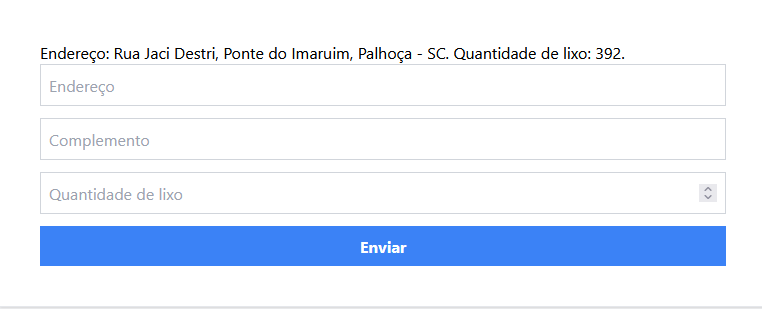 Endereço: Rua Jaci Destri, Ponte do Imaruim, Palhoça - SC. Quantidade de lixo: 392.
Endereço
Complemento
Quantidade de lixo
Enviar